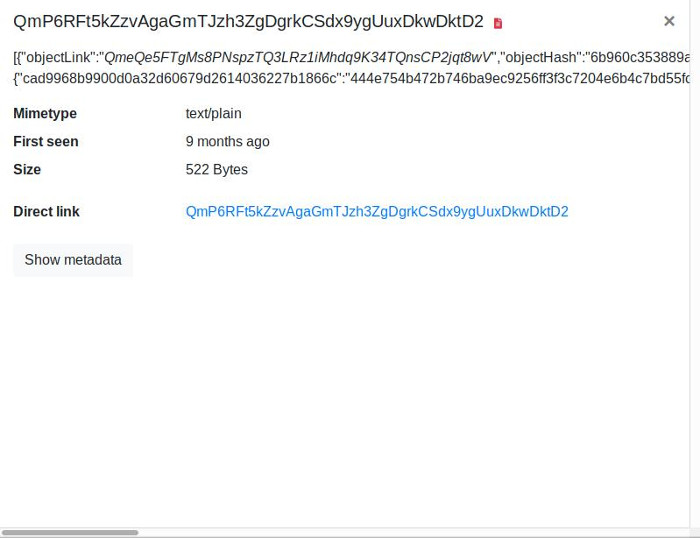 QmP6RFt5kZzvAgaGmTJzh3ZgDgrkCSdx9ygUuxDkwDktD2
[{"objectLink":"QmeQe5FTgMs8PNspzTQ3LRz1iMhdq9K34TQnsCP2jqt8wV","objectHash":"6b960c353889a
{"cad9968b9900d0a32d60679d2614036227b1866c":"444e754b472b746ba9ec9256ff3f3c7204e6b4c7bd55fd
Mimetype text/plain
First seen 9 months ago
Size 522 Bytes
Direct link QmP6RFt5kZzvAgaGmTJzh3ZgDgrkCSdx9ygUuxDkwDktD2
Show metadata